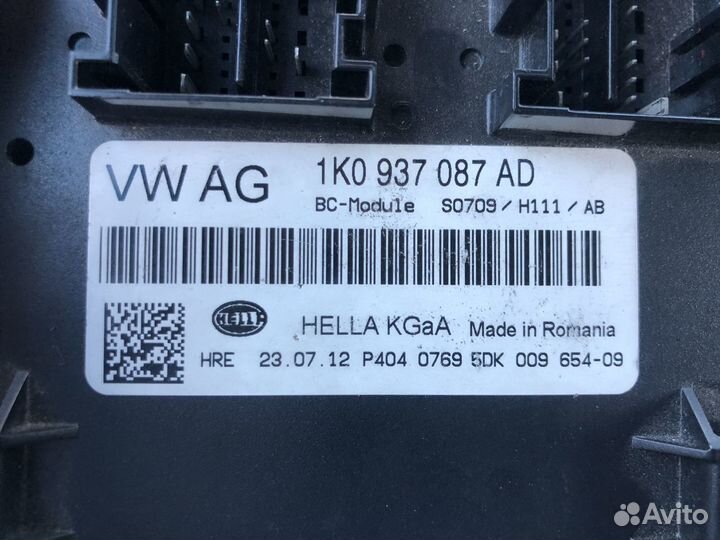 VW AG 1K0 937 087 AD
BC-Module S0709/H111/AB
HELLA HELLA KGaA Made in Romania
HRE 23.07.12 P404 0769 5DK 009 654-09
Avito